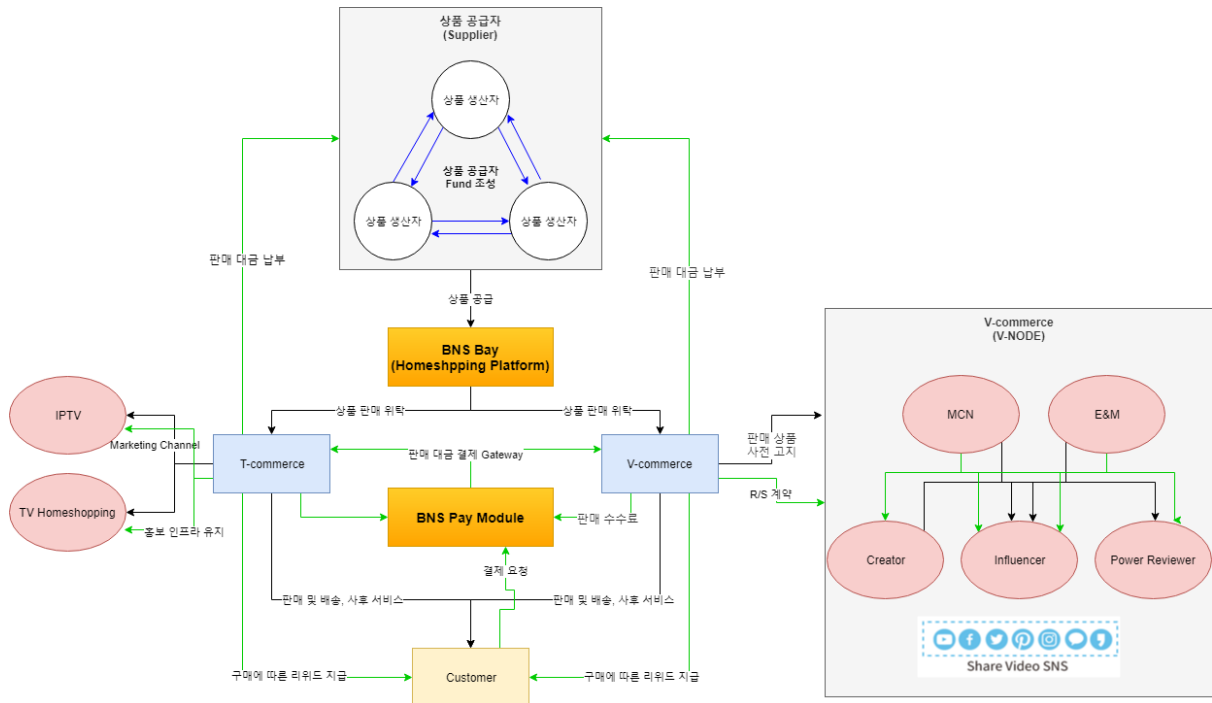 상품 공급자
(Supplier)
상품 생산자
상품 공급자
Fund 조성
상품 생산자
상품 생산자
판매 대금 납부
판매 대금 납부
상품 공급
BNS Bay
(Homeshpping Platform)
V-commerce
(V-NODE)
IPTV
Marketing Channel
TV Homeshopping
홍보 인프라 유지
상품 판매 위탁
상품 판매 위탁
T-commerce
판매 대금 결제 Gateway
V-commerce
판매 상품
사전 고지
R/S 계약
MCN
E&M
BNS Pay Module
판매 수수료
Creator
Influencer
Power Reviewer
결제 요청
판매 및 배송, 사후 서비스
판매 및 배송, 사후 서비스
Share Video SNS
구매에 따른 리워드 지급
Customer
구매에 따른 리워드 지급